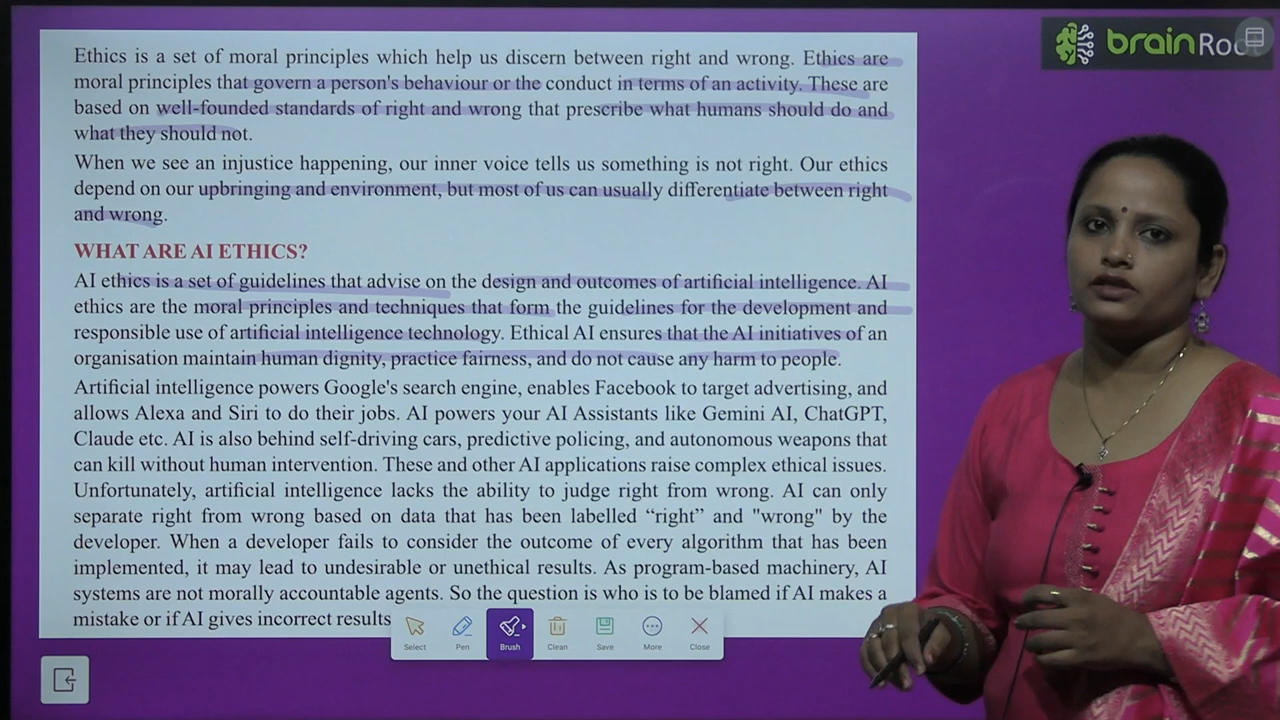 Ethics is a set of moral principles which help us discern between right and wrong. Ethics are
moral principles that govern a person's behaviour or the conduct in terms of an activity. These are
based on well-founded standards of right and wrong that prescribe what humans should do and
what they should not.
When we see an injustice happening, our inner voice tells us something is not right. Our ethics
depend on our upbringing and environment, but most of us can usually differentiate between right
and wrong.
WHAT ARE AI ETHICS?
AI ethics is a set of guidelines that advise on the design and outcomes of artificial intelligence. AI
ethics are the moral principles and techniques that form the guidelines for the development and
responsible use of artificial intelligence technology. Ethical AI ensures that the AI initiatives of an
organisation maintain human dignity, practice fairness, and do not cause any harm to people.
Artificial intelligence powers Google's search engine, enables Facebook to target advertising, and
allows Alexa and Siri to do their jobs. AI powers your AI Assistants like Gemini AI, ChatGPT,
Claude etc. AI is also behind self-driving cars, predictive policing, and autonomous weapons that
can kill without human intervention. These and other AI applications raise complex ethical issues.
Unfortunately, artificial intelligence lacks the ability to judge right from wrong. AI can only
separate right from wrong based on data that has been labelled “right” and "wrong" by the
developer. When a developer fails to consider the outcome of every algorithm that has been
implemented, it may lead to undesirable or unethical results. As program-based machinery, AI
systems are not morally accountable agents. So the question is who is to be blamed if AI makes a
mistake or if AI gives incorrect results
Select Pen Brush Clean Save More Close
brain